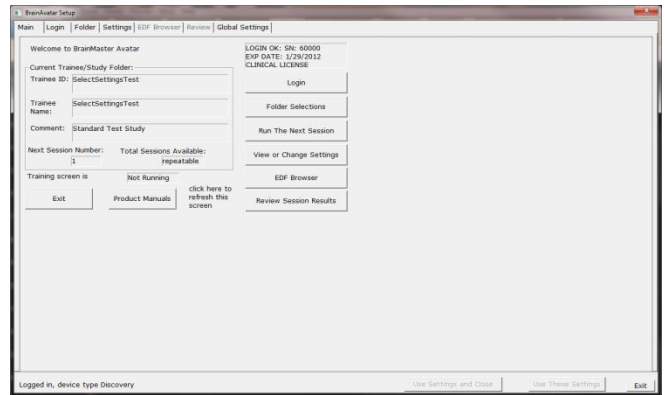 BrainAvatar Setup
Main Login Folder Settings EDF Browser Review Global Settings
Welcome to BrainMaster Avatar
LOGIN OK: SN: 60000
EXP DATE: 1/29/2012
CLINICAL LICENSE
Current Trainee/Study Folder:
Trainee ID: SelectSettingsTest
Login
Trainee Name: SelectSettingsTest
Folder Selections
Comment: Standard Test Study
Run The Next Session
Next Session Number: Total Sessions Available:
1 repeatable
View or Change Settings
Training screen is Not Running
EDF Browser
Exit
Product Manuals
click here to
refresh this
screen
Review Session Results
Logged in, device type Discovery
Use Settings and Close
Use These Settings
Exit